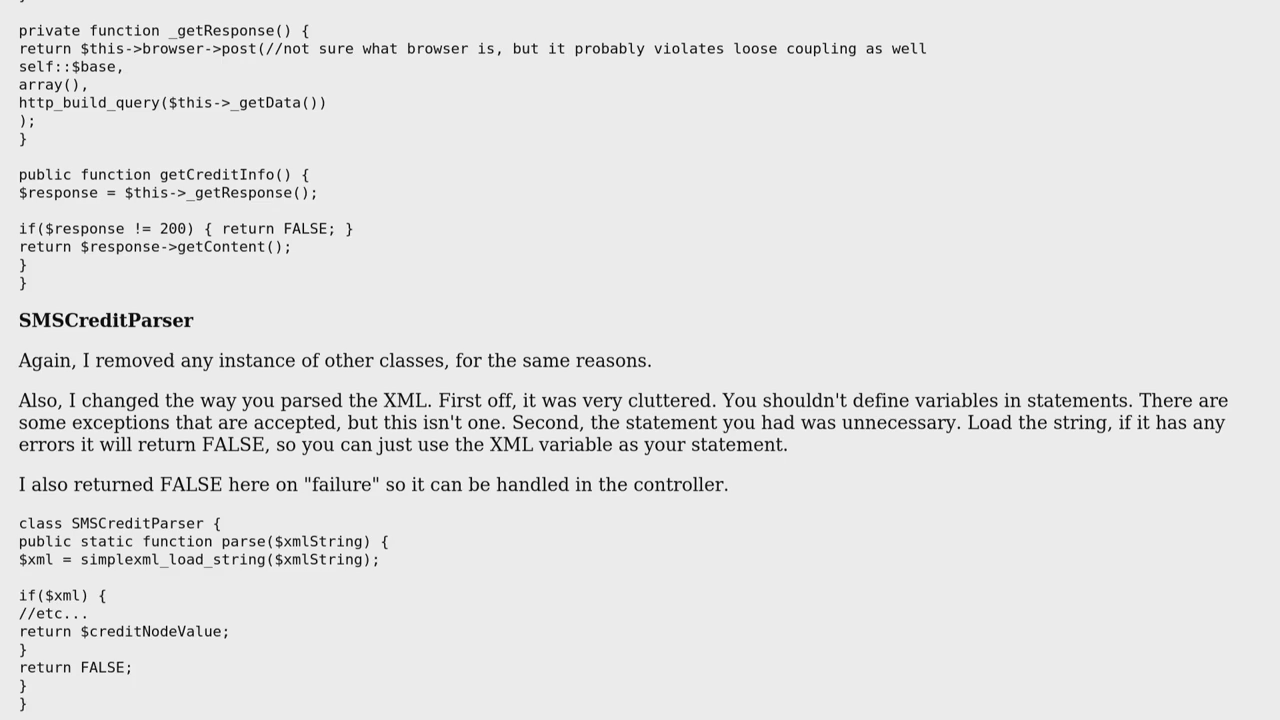 private function _getResponse() {
return $this->browser->post(//not sure what browser is, but it probably violates loose coupling as well
self::$base,
array(),
http_build_query($this->_getData())
);
}
public function getCreditInfo() {
$response = $this->_getResponse();
if($response != 200) { return FALSE; }
return $response->getContent();
}
}
SMSCreditParser
Again, I removed any instance of other classes, for the same reasons.
Also, I changed the way you parsed the XML. First off, it was very cluttered. You shouldn't define variables in statements. There are
some exceptions that are accepted, but this isn't one. Second, the statement you had was unnecessary. Load the string, if it has any
errors it will return FALSE, so you can just use the XML variable as your statement.
I also returned FALSE here on "failure" so it can be handled in the controller.
class SMSCreditParser {
public static function parse($xmlString) {
$xml = simplexml_load_string($xmlString);
if($xml) {
//etc...
return $creditNodeValue;
}
return FALSE;
}
}